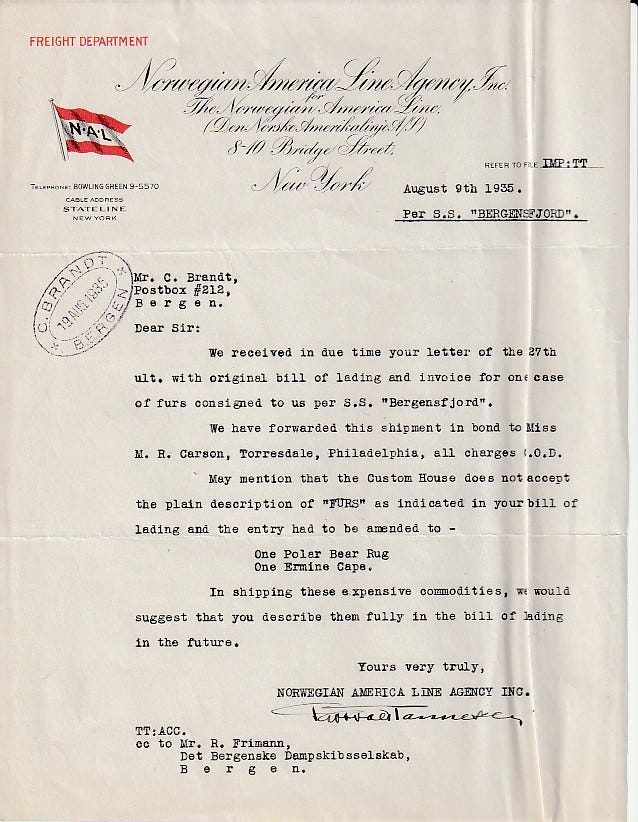 FREIGHT DEPARTMENT
Norwegian America Line Agency, Inc.
for
The Norwegian America Line,
(Den Norske Amerikalinje A/S)
8-10 Bridge Street,
New York
N·A·L
TELEPHONE: BOWLING GREEN 9-5570
CABLE ADDRESS
STATELINE
NEW YORK.
REFER TO FILE IMP:TT
August 9th 1935.
Per S.S. "BERGENSFJORD".
C. BRANDT
19 AUG 1935
BERGEN
Mr. C. Brandt,
Postbox #212,
B e r g e n.
Dear Sir:
We received in due time your letter of the 27th
ult. with original bill of lading and invoice for one case
of furs consigned to us per S.S. "Bergensfjord".
We have forwarded this shipment in bond to Miss
M. R. Carson, Torresdale, Philadelphia, all charges C.O.D.
May mention that the Custom House does not accept
the plain description of "FURS" as indicated in your bill of
lading and the entry had to be amended to -
One Polar Bear Rug
One Ermine Cape.
In shipping these expensive commodities, we would
suggest that you describe them fully in the bill of lading
in the future.
Yours very truly,
NORWEGIAN AMERICA LINE AGENCY INC.
TT:ACC.
cc to Mr. R. Frimann,
Det Bergenske Dampskibsselskab,
B e r g e n.